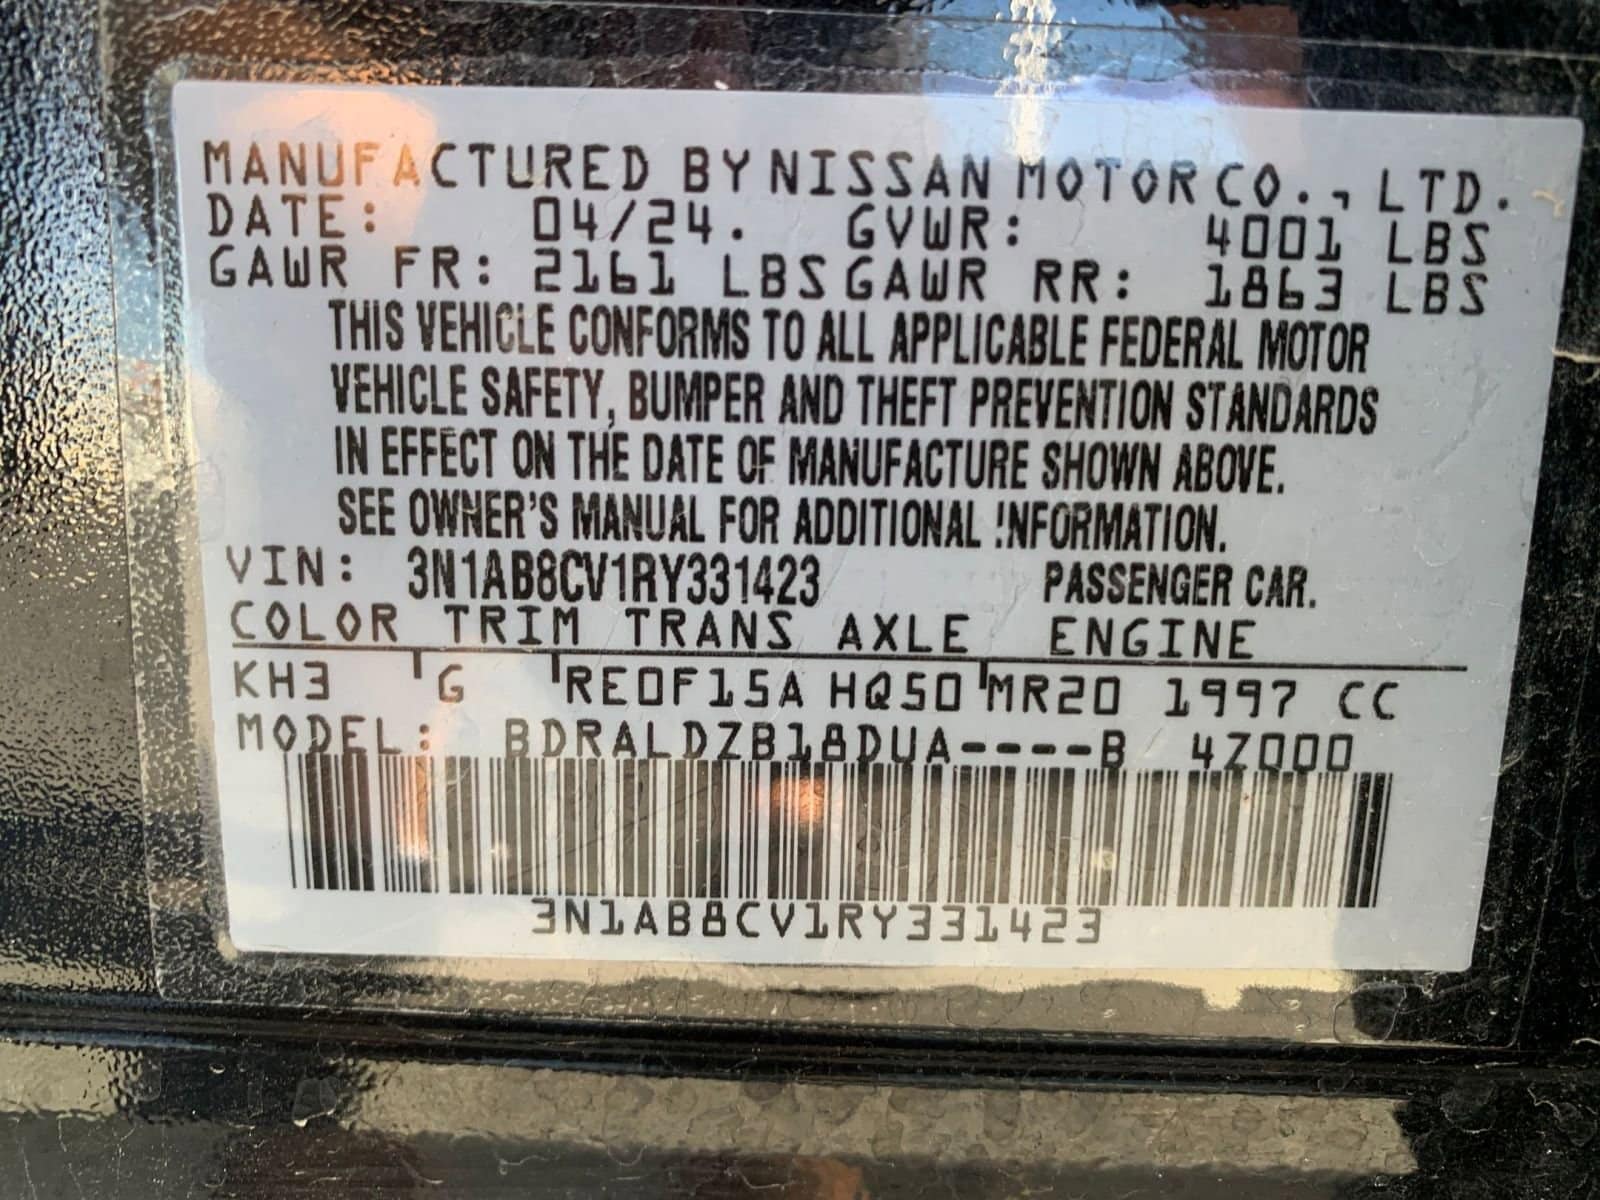 MANUFACTURED BY NISSAN MOTOR CO., LTD.
DATE: 04/24. GVWR: 4001 LBS
GAWR FR: 2161 LBS GAWR RR: 1863 LBS
THIS VEHICLE CONFORMS TO ALL APPLICABLE FEDERAL MOTOR
VEHICLE SAFETY, BUMPER AND THEFT PREVENTION STANDARDS
IN EFFECT ON THE DATE OF MANUFACTURE SHOWN ABOVE.
SEE OWNER'S MANUAL FOR ADDITIONAL INFORMATION.
VIN: 3N1AB8CV1RY331423 PASSENGER CAR.
COLOR TRIM TRANS AXLE ENGINE
KH3 G RE0F15A HQ50 MR20 1997 CC
MODEL: BDRALDZB18DUA----B 4Z000
3N1AB8CV1RY331423